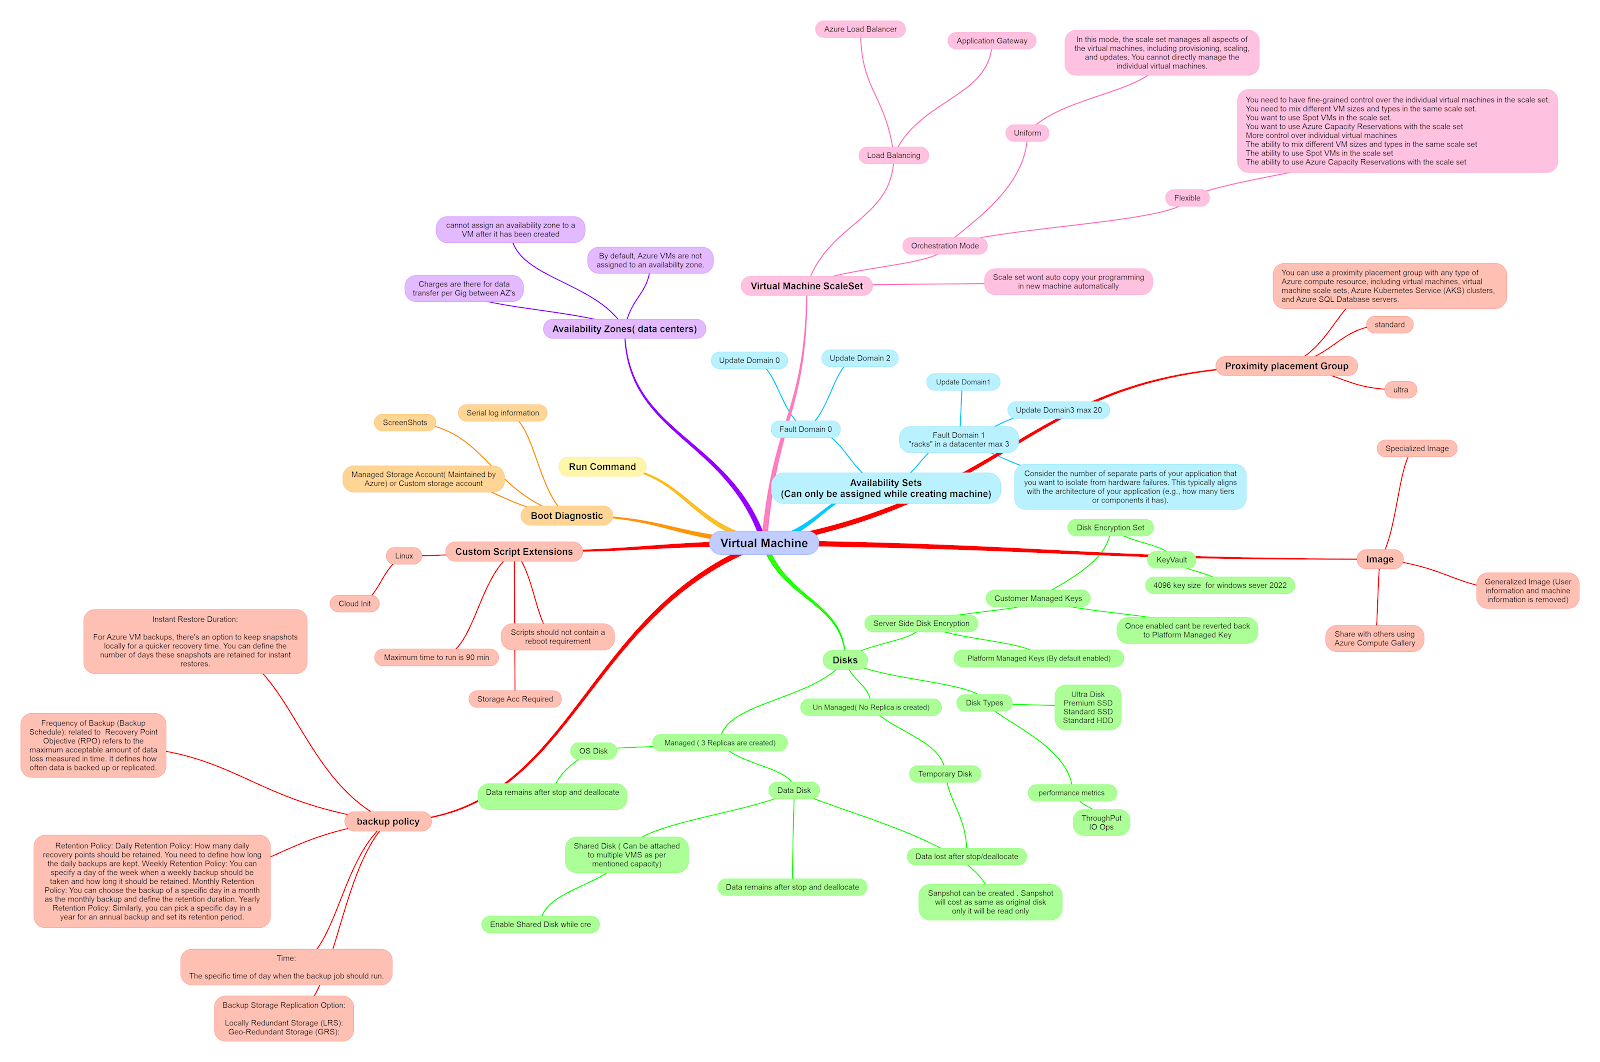 Azure Load Balancer
Application Gateway
In this mode, the scale set manages all aspects of
the virtual machines, including provisioning, scaling,
and updates. You cannot directly manage the
individual virtual machines.
You need to have fine-grained control over the individual virtual machines in the scale set.
You need to mix different VM sizes and types in the same scale set.
You want to use Spot VMs in the scale set.
You want to use Azure Capacity Reservations with the scale set
More control over individual virtual machines
The ability to mix different VM sizes and types in the same scale set
The ability to use Spot VMs in the scale set
The ability to use Azure Capacity Reservations with the scale set
Uniform
Load Balancing
Flexible
Orchestration Mode
Virtual Machine ScaleSet
Scale set wont auto copy your programming
in new machine automatically
cannot assign an availability zone to a
VM after it has been created
By default, Azure VMs are not
assigned to an availability zone.
Charges are there for data
transfer per Gig between AZ's
Availability Zones( data centers)
You can use a proximity placement group with any type of
Azure compute resource, including virtual machines, virtual
machine scale sets, Azure Kubernetes Service (AKS) clusters,
and Azure SQL Database servers.
standard
Proximity placement Group
ultra
Update Domain 0
Update Domain 2
Update Domain1
Update Domain3 max 20
Fault Domain 0
Fault Domain 1
"racks" in a datacenter max 3
Consider the number of separate parts of your application that
you want to isolate from hardware failures. This typically aligns
with the architecture of your application (e.g., how many tiers
or components it has).
Availability Sets
(Can only be assigned while creating machine)
Serial log information
ScreenShots
Managed Storage Account( Maintained by
Azure) or Custom storage account
Boot Diagnostic
Run Command
Virtual Machine
Custom Script Extensions
Linux
Cloud Init
Scripts should not contain a
reboot requirement
Maximum time to run is 90 min
Storage Acc Required
Specialized Image
Image
Generalized Image (User
information and machine
information is removed)
Share with others using
Azure Compute Gallery
Disk Encryption Set
KeyVault
4096 key size  for windows sever 2022
Customer Managed Keys
Once enabled cant be reverted back
to Platform Managed Key
Server Side Disk Encryption
Platform Managed Keys (By default enabled)
Disks
Disk Types
Ultra Disk
Premium SSD
Standard SSD
Standard HDD
performance metrics
ThroughPut
IO Ops
Un Managed( No Replica is created)
Temporary Disk
Data lost after stop/deallocate
Managed ( 3 Replicas are created)
OS Disk
Data remains after stop and deallocate
Data Disk
Shared Disk ( Can be attached
to multiple VMS as per
mentioned capacity)
Enable Shared Disk while cre
Data remains after stop and deallocate
Sanpshot can be created . Sanpshot
will cost as same as original disk
only it will be read only
Instant Restore Duration:
For Azure VM backups, there's an option to keep snapshots
locally for a quicker recovery time. You can define the
number of days these snapshots are retained for instant
restores.
Frequency of Backup (Backup
Schedule): related to  Recovery Point
Objective (RPO) refers to the
maximum acceptable amount of data
loss measured in time. It defines how
often data is backed up or replicated.
backup policy
Retention Policy: Daily Retention Policy: How many daily
recovery points should be retained. You need to define how long
the daily backups are kept. Weekly Retention Policy: You can
specify a day of the week when a weekly backup should be
taken and how long it should be retained. Monthly Retention
Policy: You can choose the backup of a specific day in a month
as the monthly backup and define the retention duration. Yearly
Retention Policy: Similarly, you can pick a specific day in a
year for an annual backup and set its retention period.
Time:
The specific time of day when the backup job should run.
Backup Storage Replication Option:
Locally Redundant Storage (LRS):
Geo-Redundant Storage (GRS):